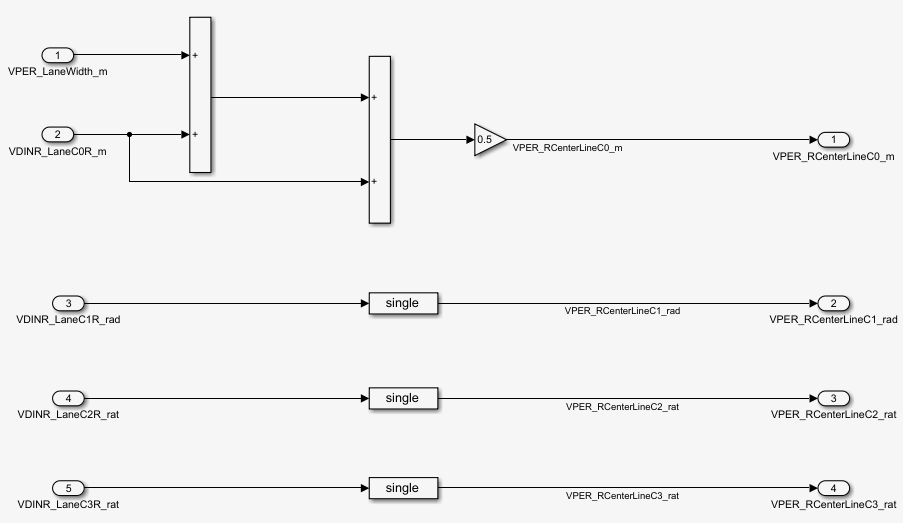 1
+
VPER_LaneWidth_m
+
2
+
0.5
1
VDINR_LaneC0R_m
VPER_RCenterLineC0_m
VPER_RCenterLineC0_m
+
3
single
2
VDINR_LaneC1R_rad
VPER_RCenterLineC1_rad
VPER_RCenterLineC1_rad
4
single
3
VDINR_LaneC2R_rat
VPER_RCenterLineC2_rat
VPER_RCenterLineC2_rat
5
single
4
VDINR_LaneC3R_rat
VPER_RCenterLineC3_rat
VPER_RCenterLineC3_rat